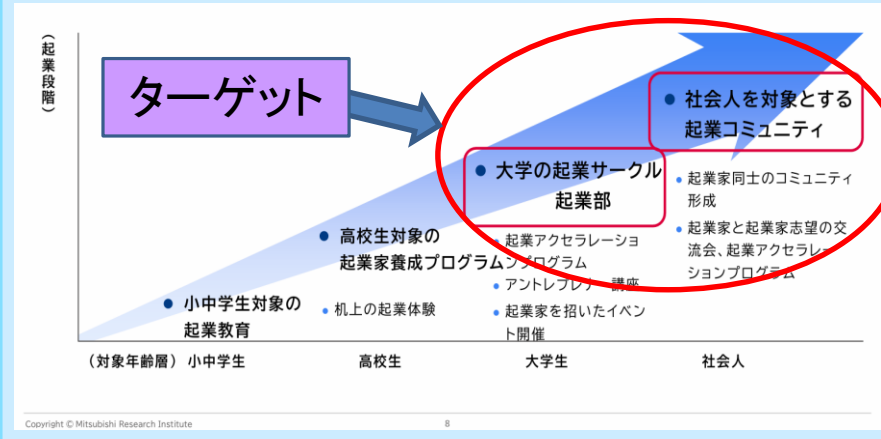 （起業段階）
ターゲット
● 社会人を対象とする
起業コミュニティ
● 大学の起業サークル
起業部
• 起業家同士のコミュニティ
形成
• 起業家と起業家志望の交
流会、起業アクセラレー
ションプログラム
● 高校生対象の
起業家養成プログラム
• 起業アクセラレーショ
ンプログラム
• アントレプレナー講座
• 起業家を招いたイベン
ト開催
● 小中学生対象の
起業教育
• 机上の起業体験
（対象年齢層） 小中学生 高校生 大学生 社会人
Copyright © Mitsubishi Research Institute 8